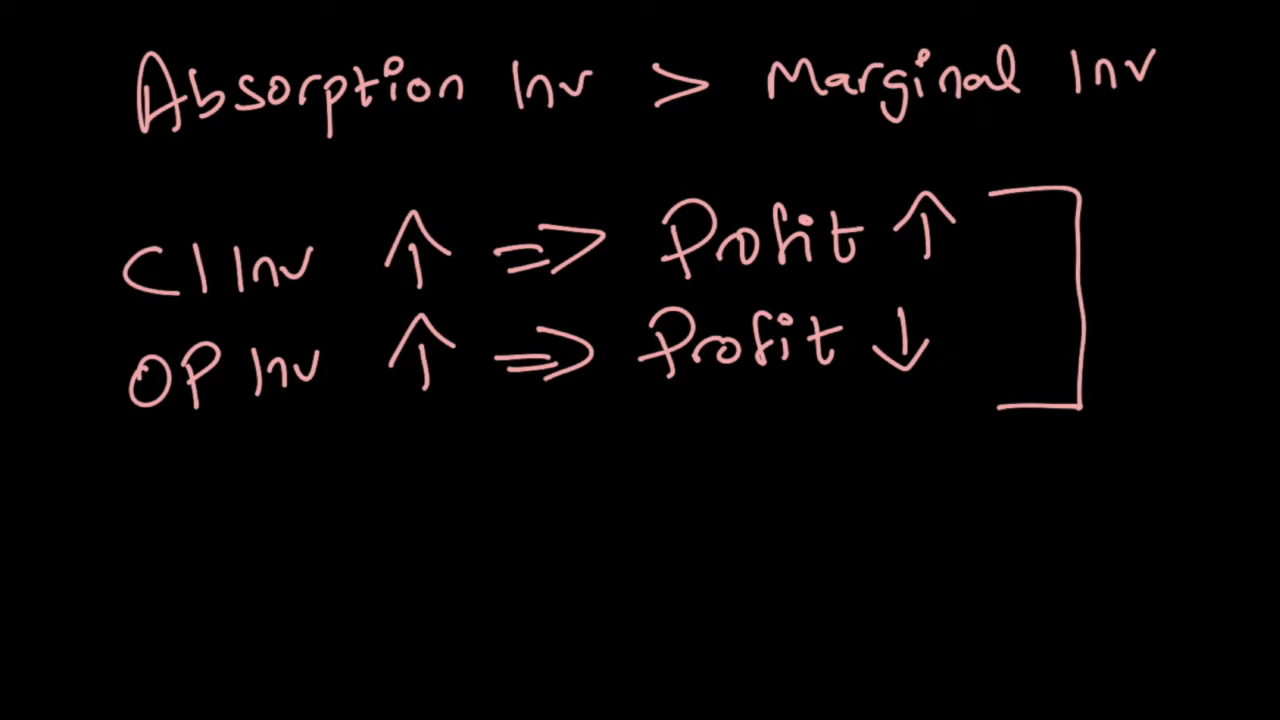 Absorption Inv > Marginal Inv
Cl Inv ↑ => Profit ↑
OP Inv ↑ => Profit ↓